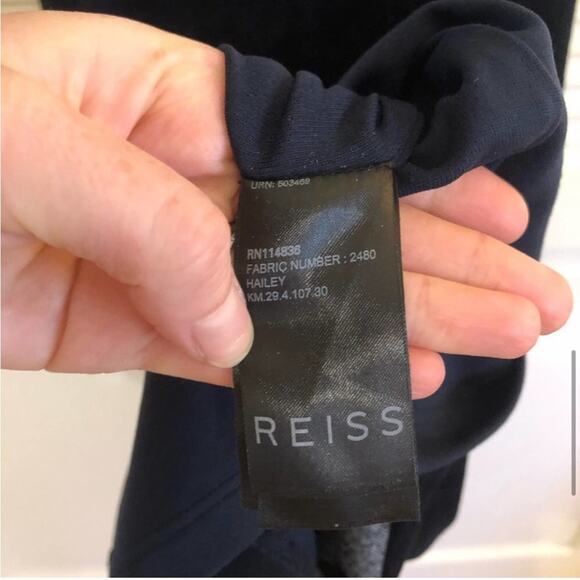 URN: 503469
RN114836
FABRIC NUMBER : 2480
HAILEY
KM.29.4.107.30
REISS